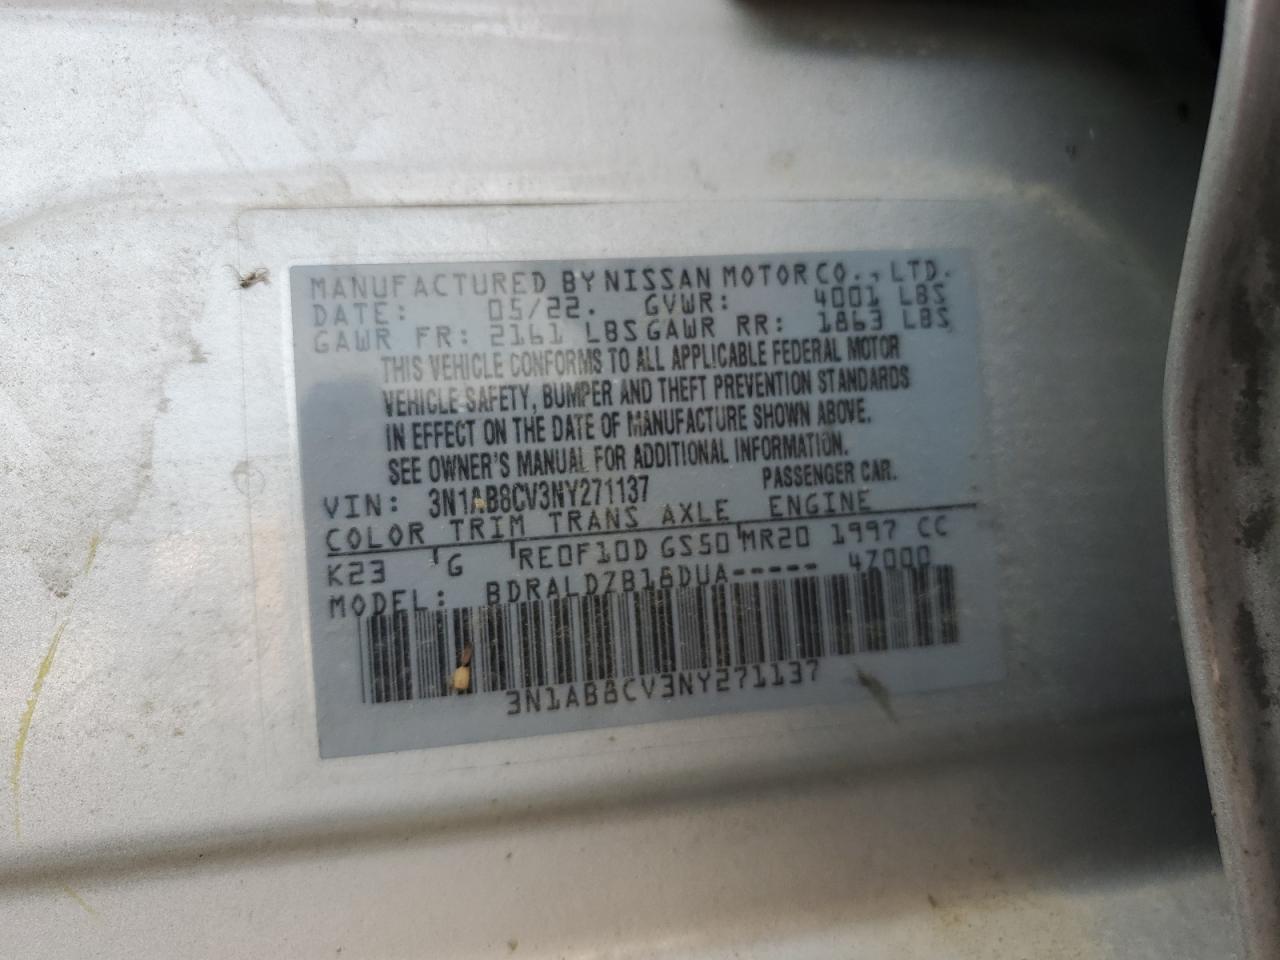 MANUFACTURED BY NISSAN MOTOR CO., LTD.
DATE: 05/22. GVWR: 4001 LBS
GAWR FR: 2161 LBS GAWR RR: 1863 LBS
THIS VEHICLE CONFORMS TO ALL APPLICABLE FEDERAL MOTOR
VEHICLE SAFETY, BUMPER AND THEFT PREVENTION STANDARDS
IN EFFECT ON THE DATE OF MANUFACTURE SHOWN ABOVE.
SEE OWNER'S MANUAL FOR ADDITIONAL INFORMATION.
VIN: 3N1AB8CV3NY271137 PASSENGER CAR.
COLOR TRIM TRANS AXLE ENGINE
K23 G RE0F10D GS50 MR20 1997 CC
MODEL: BDRALDZB18DUA----- 47000
3N1AB8CV3NY271137